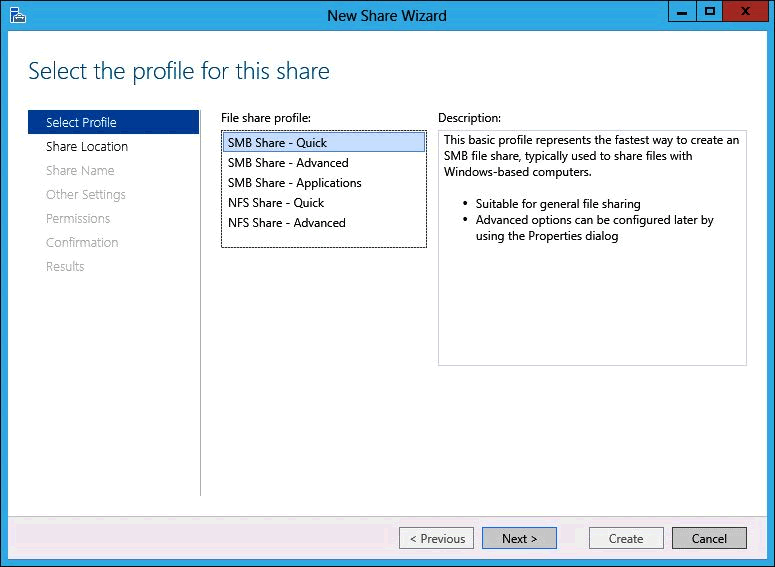 New Share Wizard
Select the profile for this share
Select Profile
Share Location
Share Name
Other Settings
Permissions
Confirmation
Results
File share profile:
SMB Share - Quick
SMB Share - Advanced
SMB Share - Applications
NFS Share - Quick
NFS Share - Advanced
Description:
This basic profile represents the fastest way to create an
SMB file share, typically used to share files with
Windows-based computers.
• Suitable for general file sharing
• Advanced options can be configured later by
using the Properties dialog
< Previous
Next >
Create
Cancel